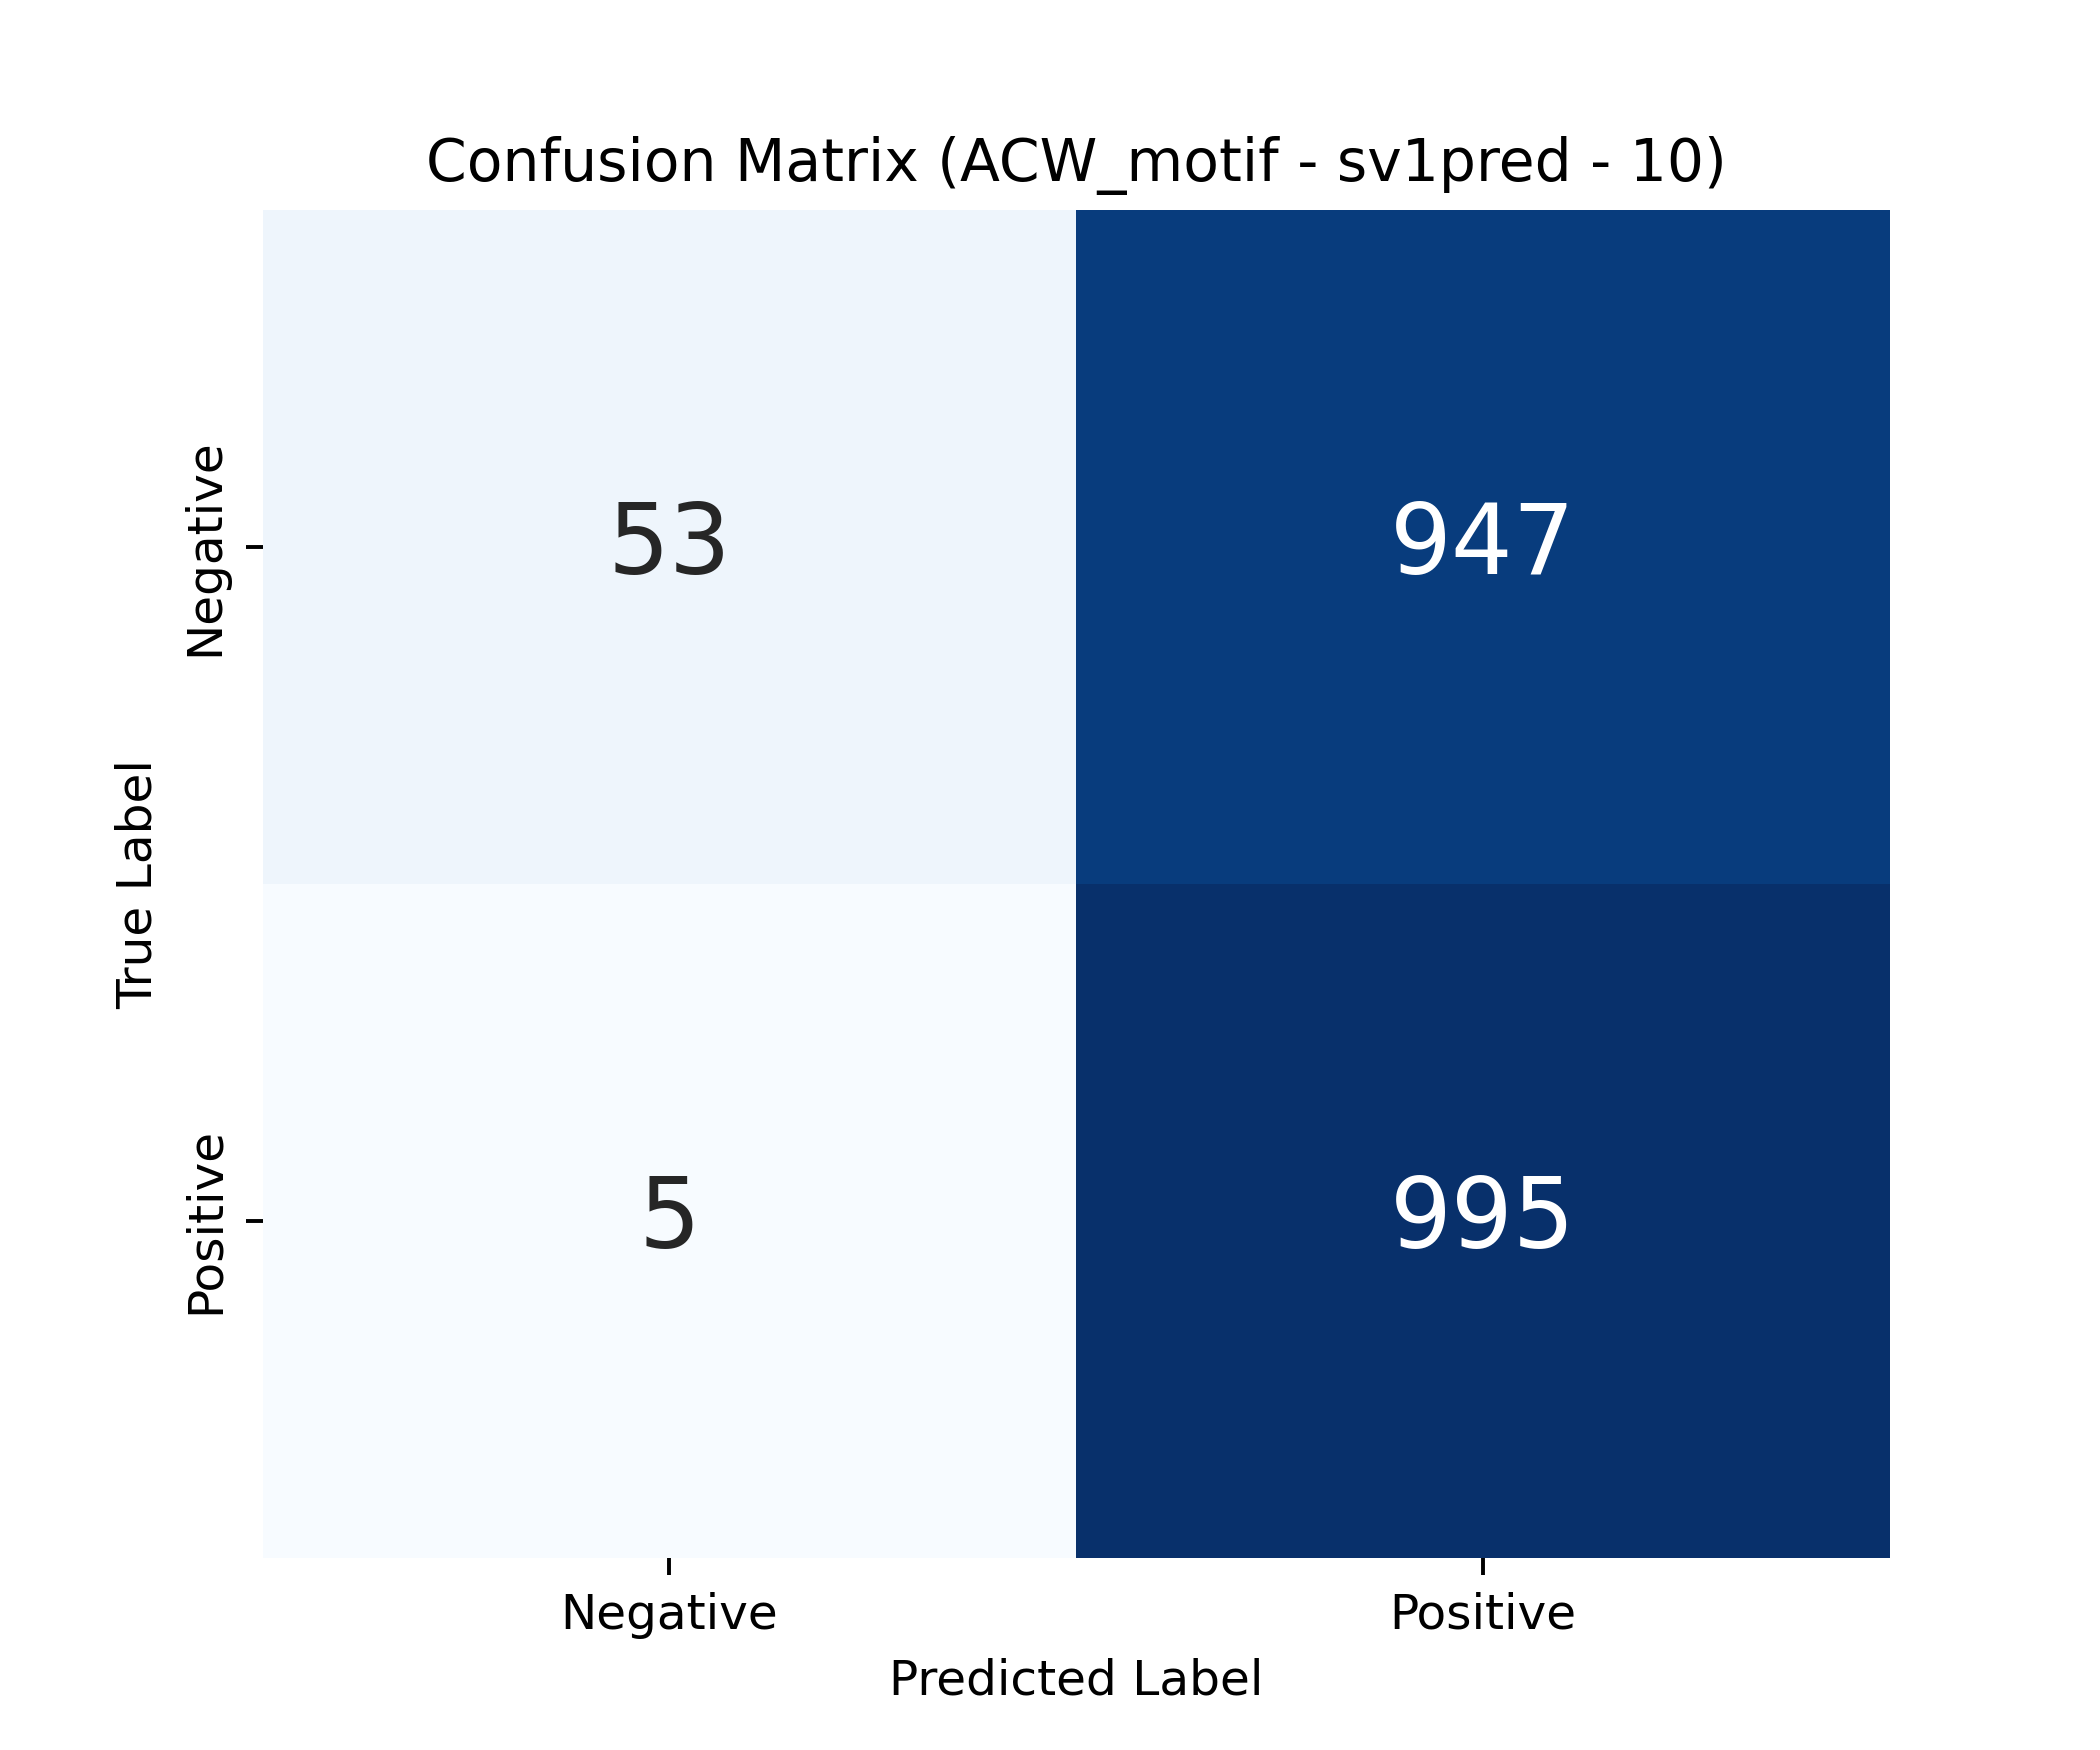 Confusion Matrix (ACW_motif - sv1pred - 10)
True Label
Negative
53 947
Positive
5 995
Negative Positive
Predicted Label